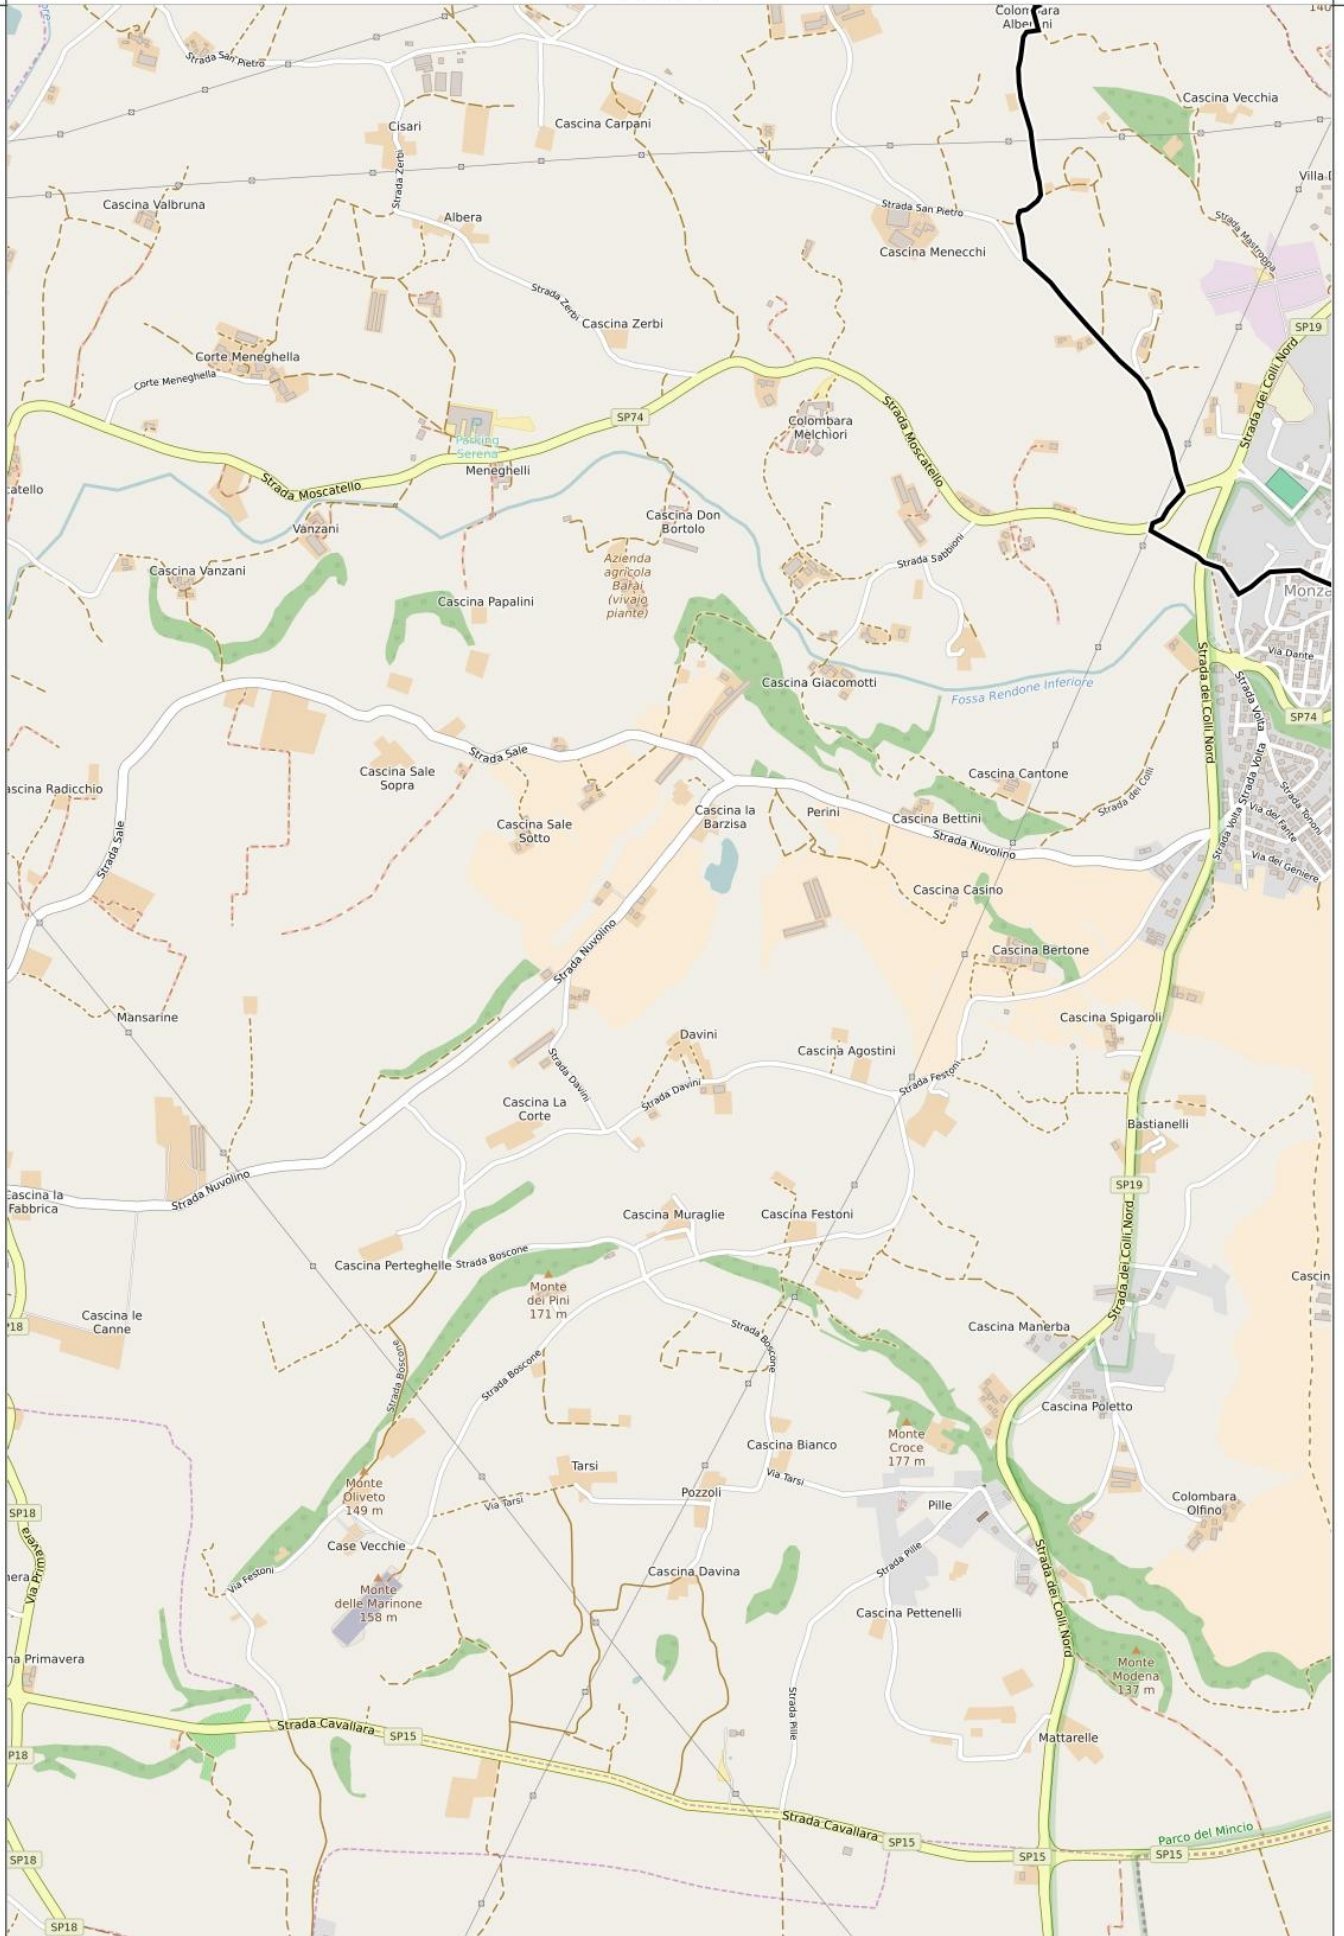 Colombara
Albertani
140
Strada San Pietro
Cascina Vecchia
Cisari
Cascina Carpani
Strada Zerbi
Villa
Cascina Valbruna
Strada San Pietro
Albera
Strada Mastroppa
Cascina Menecchi
Strada Zerbi
Cascina Zerbi
SP19
Corte Meneghella
Corte Meneghella
Strada dei Colli Nord
SP74
Colombara
Melchiori
Strada Moscatello
Parking
Serena
Meneghelli
catello
Strada Moscatello
Cascina Don
Bortolo
Vanzani
Strada Sabbioni
Azienda
agricola
Barai
(vivaio
piante)
Cascina Vanzani
Monza
Cascina Papalini
Via Dante
Strada dei Colli Nord
Cascina Giacomotti
Fossa Rendone Inferiore
Strada Volta
SP74
Strada Sale
Cascina Sale
Sopra
Cascina Cantone
Strada dei Colli
Strada Volta
Strada Tononi
ascina Radicchio
Cascina la
Barzisa
Perini
Cascina Bettini
Via del Fante
Strada Sale
Cascina Sale
Sotto
Strada Nuvolino
Strada Volta
Via del Geniere
Cascina Casino
Strada Nuvolino
Cascina Bertone
Mansarine
Cascina Spigaroli
Davini
Cascina Agostini
Strada Davini
Strada Festoni
Strada Davini
Cascina La
Corte
Bastianelli
Strada Nuvolino
SP19
Cascina la
Fabbrica
Cascina Muraglie
Cascina Festoni
Strada dei Colli Nord
Cascina Perteghelle
Strada Boscone
Monte
dei Pini
171 m
Cascin
Cascina le
Canne
P18
Strada Boscone
Cascina Manerba
Strada Boscone
Strada Boscone
Cascina Poletto
Monte
Croce
177 m
Cascina Bianco
Tarsi
Via Tarsi
Monte
Oliveto
149 m
Pozzoli
Via Tarsi
Pille
Colombara
Olfino
SP18
Via Primavera
Case Vecchie
Strada Pille
Strada dei Colli Nord
Via Festoni
Cascina Davina
nera
Monte
delle Marinone
158 m
Cascina Pettenelli
na Primavera
Monte
Modena
137 m
Strada Pille
Strada Cavallara
SP15
Mattarelle
P18
Strada Cavallara
SP15
Parco del Mincio
SP15
SP15
SP18
SP18